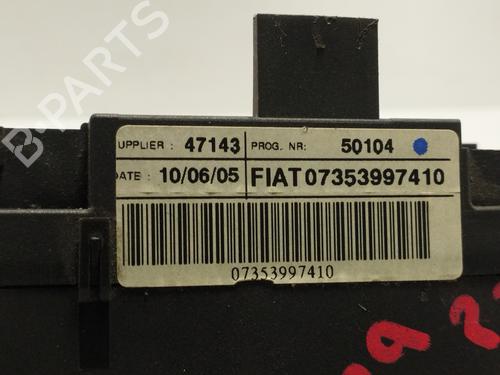 UPPLIER : 47143 PROG. NR: 50104
DATE : 10/06/05 FIAT 07353997410
07353997410
B-PARTS